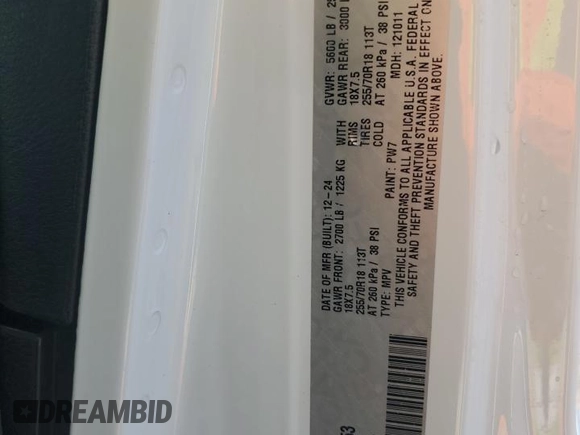 DATE OF MFR (BUILT): 12-24 GVWR: 5600 LB
GAWR FRONT: 2700 LB / 1225 KG WITH GAWR REAR: 3000
18X7.5 RIMS 18X7.5
255/70R18 113T TIRES 255/70R18 113T
AT 260 kPa / 38 PSI COLD AT 260 kPa / 38 PSI
TYPE: MPV PAINT: PW7 MDH: 121011
THIS VEHICLE CONFORMS TO ALL APPLICABLE U.S.A. FEDERAL
SAFETY AND THEFT PREVENTION STANDARDS IN EFFECT ON
MANUFACTURE SHOWN ABOVE.
DREAMBID